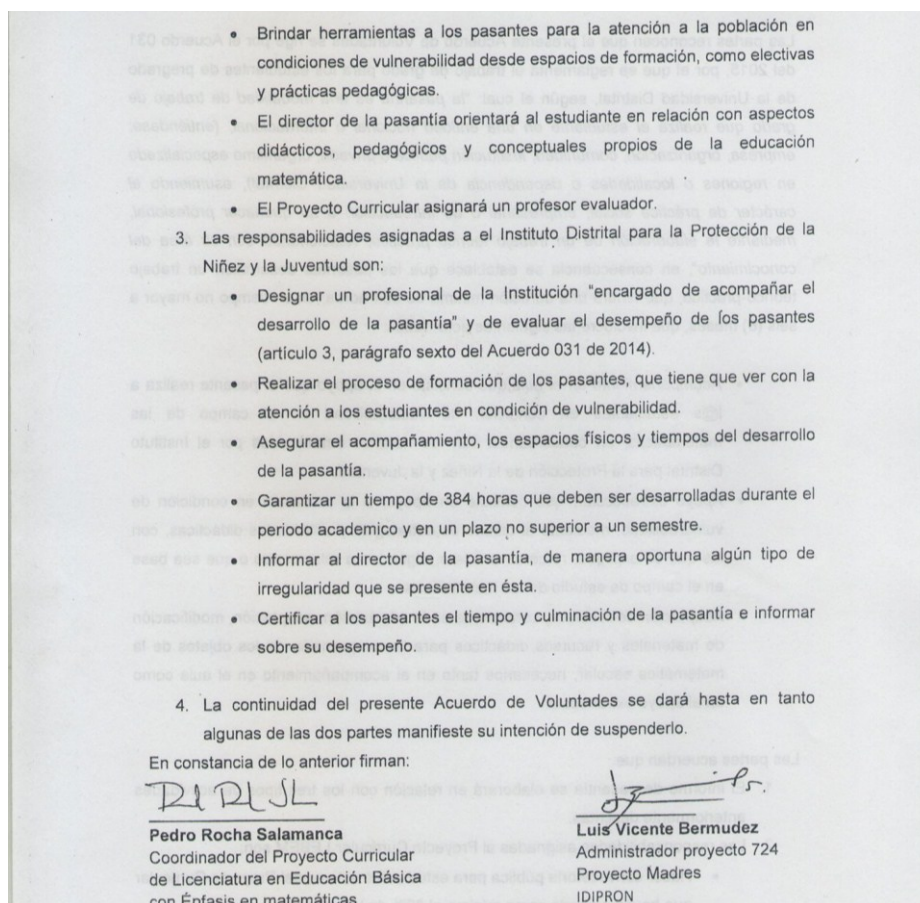 • Brindar herramientas a los pasantes para la atención a la población en
condiciones de vulnerabilidad desde espacios de formación, como electivas
y prácticas pedagógicas.
• El director de la pasantía orientará al estudiante en relación con aspectos
didácticos, pedagógicos y conceptuales propios de la educación
matemática.
• El Proyecto Curricular asignará un profesor evaluador.
3. Las responsabilidades asignadas a el Instituto Distrital para la Protección de la
Niñez y la Juventud son:
• Designar un profesional de la Institución "encargado de acompañar el
desarrollo de la pasantía" y de evaluar el desempeño de los pasantes
(articulo 3, parágrafo sexto del Acuerdo 031 de 2014).
• Realizar el proceso de formación de los pasantes, que tiene que ver con la
atención a los estudiantes en condición de vulnerabilidad.
• Asegurar el acompañamiento, los espacios físicos y tiempos del desarrollo
de la pasantía.
• Garantizar un tiempo de 384 horas que deben ser desarrolladas durante el
periodo academico y en un plazo no superior a un semestre.
• Informar al director de la pasantía, de manera oportuna algún tipo de
irregularidad que se presente en ésta.
• Certificar a los pasantes el tiempo y culminación de la pasantía e informar
sobre su desempeño.
4. La continuidad del presente Acuerdo de Voluntades se dará hasta en tanto
algunas de las dos partes manifieste su intención de suspenderlo.
En constancia de lo anterior firman:
Pedro Rocha Salamanca
Coordinador del Proyecto Curricular
de Licenciatura en Educación Básica
con Énfasis en matemáticas
Luis Vicente Bermudez
Administrador proyecto 724
Proyecto Madres
IDIPRON